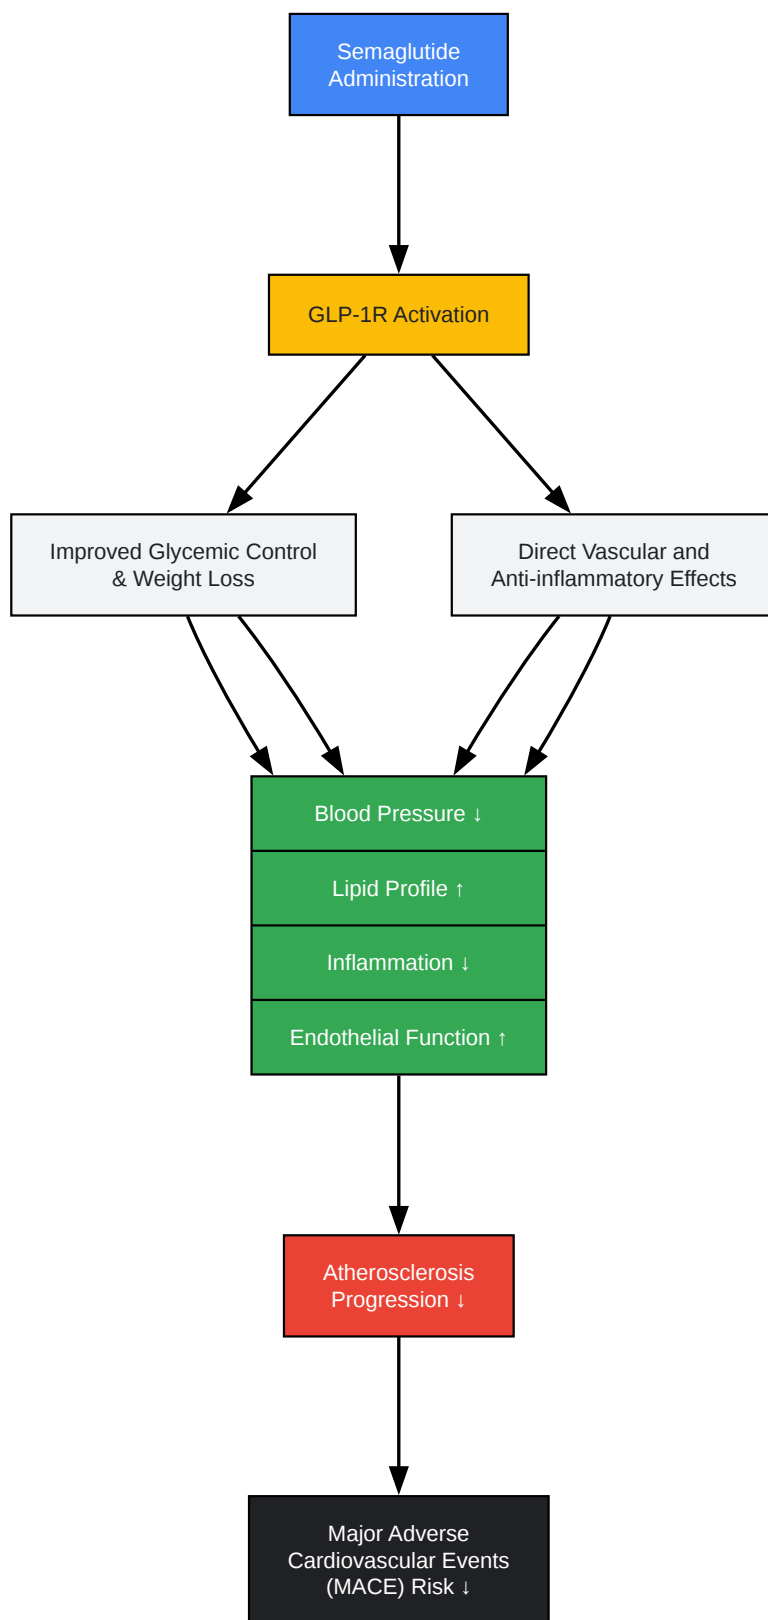 Semaglutide
Administration
GLP-1R Activation
Improved Glycemic Control
& Weight Loss
Direct Vascular and
Anti-inflammatory Effects
Blood Pressure ↓
Lipid Profile ↑
Inflammation ↓
Endothelial Function ↑
Atherosclerosis
Progression ↓
Major Adverse
Cardiovascular Events
(MACE) Risk ↓